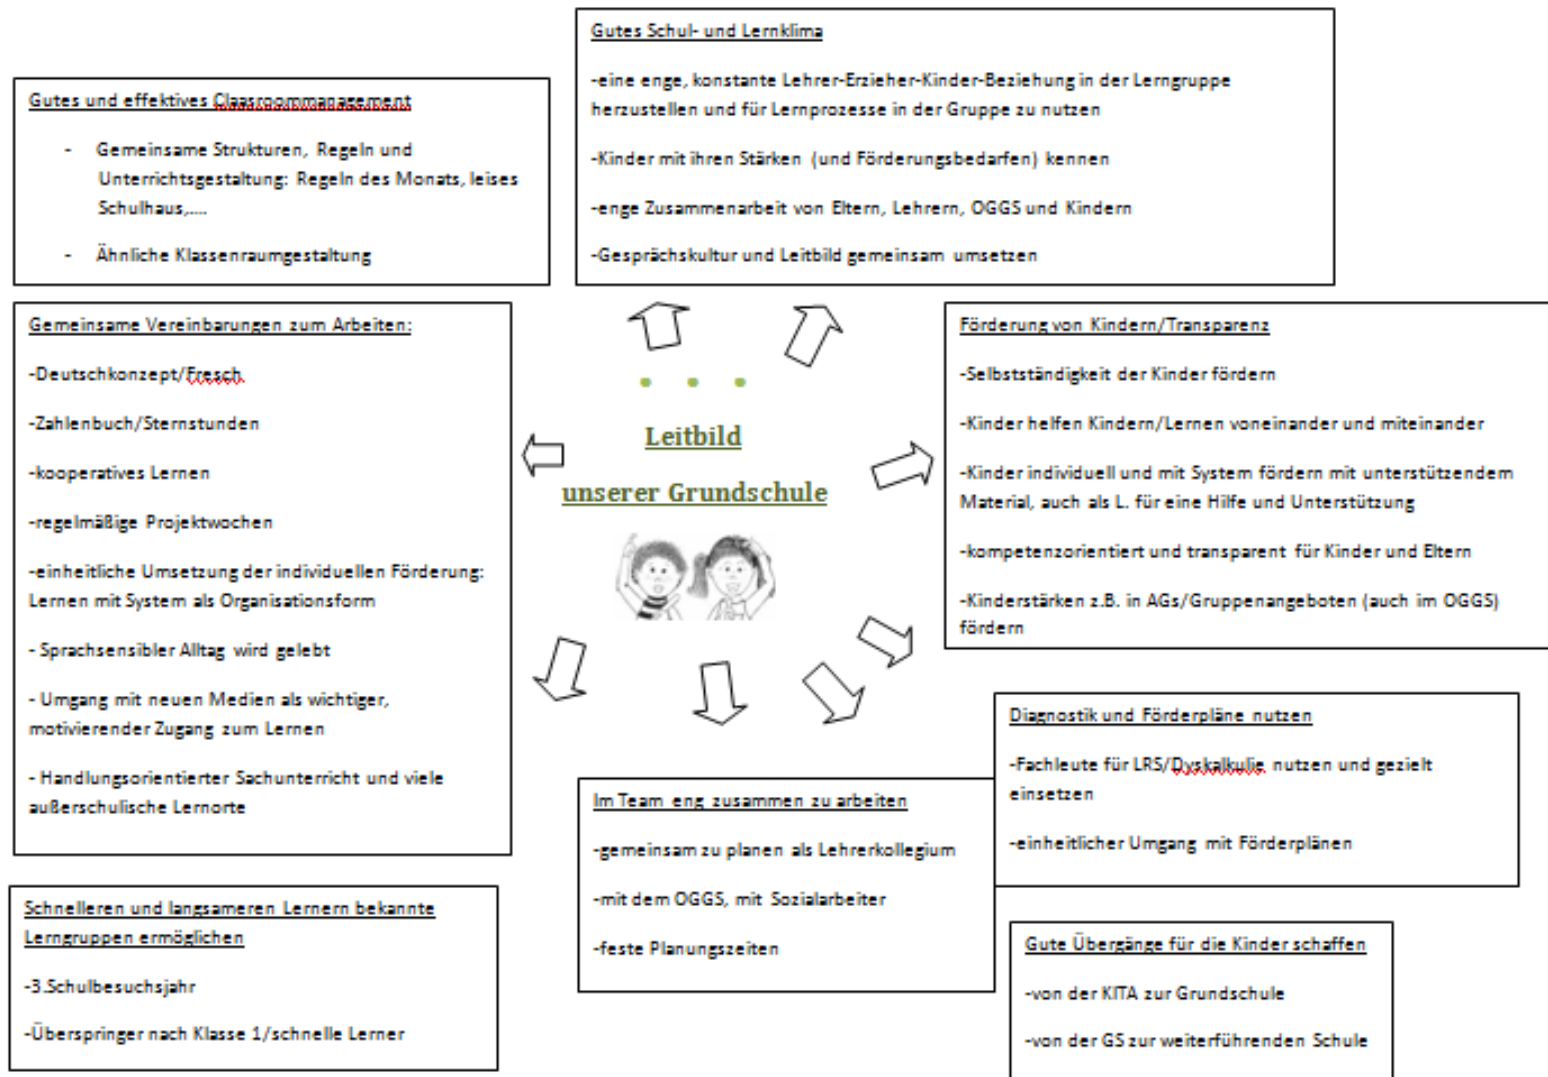 Gutes Schul- und Lernklima
-eine enge, konstante Lehrer-Erzieher-Kinder-Beziehung in der Lerngruppe
herzustellen und für Lernprozesse in der Gruppe zu nutzen
-Kinder mit ihren Stärken (und Förderungsbedarfen) kennen
-enge Zusammenarbeit von Eltern, Lehrern, OGGS und Kindern
-Gesprächskultur und Leitbild gemeinsam umsetzen
Gutes und effektives Claasroommanagement
- Gemeinsame Strukturen, Regeln und
Unterrichtsgestaltung: Regeln des Monats, leises
Schulhaus,....
- Ähnliche Klassenraumgestaltung
Gemeinsame Vereinbarungen zum Arbeiten:
-Deutschkonzept/Fresch
-Zahlenbuch/Sternstunden
-kooperatives Lernen
-regelmäßige Projektwochen
-einheitliche Umsetzung der individuellen Förderung:
Lernen mit System als Organisationsform
- Sprachsensibler Alltag wird gelebt
- Umgang mit neuen Medien als wichtiger,
motivierender Zugang zum Lernen
- Handlungsorientierter Sachunterricht und viele
außerschulische Lernorte
Leitbild
unserer Grundschule
Förderung von Kindern/Transparenz
-Selbstständigkeit der Kinder fördern
-Kinder helfen Kindern/Lernen voneinander und miteinander
-Kinder individuell und mit System fördern mit unterstützendem
Material, auch als L. für eine Hilfe und Unterstützung
-kompetenzorientiert und transparent für Kinder und Eltern
-Kinderstärken z.B. in AGs/Gruppenangeboten (auch im OGGS)
fördern
Diagnostik und Förderpläne nutzen
-Fachleute für LRS/Dyskalkulie nutzen und gezielt
einsetzen
-einheitlicher Umgang mit Förderplänen
Im Team eng zusammen zu arbeiten
-gemeinsam zu planen als Lehrerkollegium
-mit dem OGGS, mit Sozialarbeiter
-feste Planungszeiten
Schnelleren und langsameren Lernern bekannte
Lerngruppen ermöglichen
-3.Schulbesuchsjahr
-Überspringer nach Klasse 1/schnelle Lerner
Gute Übergänge für die Kinder schaffen
-von der KITA zur Grundschule
-von der GS zur weiterführenden Schule